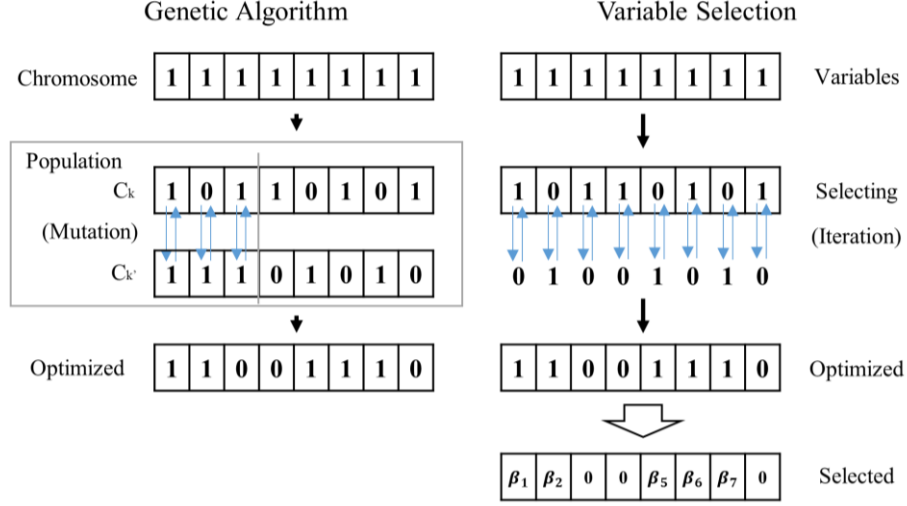 Genetic Algorithm
Chromosome 1 1 1 1 1 1 1 1
Population
Cₖ 1 0 1 1 0 1 0 1
(Mutation)
Cₖ' 1 1 1 0 1 0 1 0
Optimized 1 1 0 0 1 1 1 0
Variable Selection
1 1 1 1 1 1 1 1 Variables
1 0 1 1 0 1 0 1 Selecting
(Iteration)
0 1 0 0 1 0 1 0
1 1 0 0 1 1 1 0 Optimized
β₁ β₂ 0 0 β₅ β₆ β₇ 0 Selected